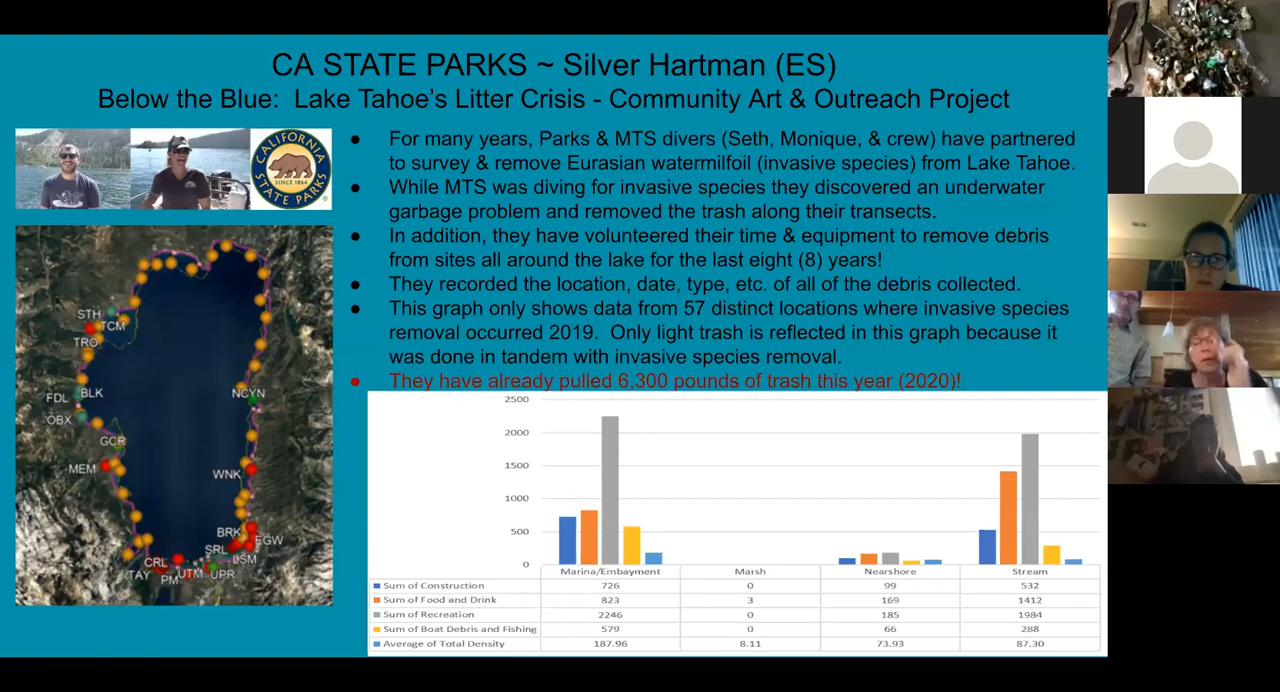 CA STATE PARKS ~ Silver Hartman (ES)
Below the Blue: Lake Tahoe's Litter Crisis - Community Art & Outreach Project
CALIFORNIA
SINCE 1864
STATE PARKS
● For many years, Parks & MTS divers (Seth, Monique, & crew) have partnered
to survey & remove Eurasian watermilfoil (invasive species) from Lake Tahoe.
● While MTS was diving for invasive species they discovered an underwater
garbage problem and removed the trash along their transects.
● In addition, they have volunteered their time & equipment to remove debris
from sites all around the lake for the last eight (8) years!
● They recorded the location, date, type, etc. of all of the debris collected.
● This graph only shows data from 57 distinct locations where invasive species
removal occurred 2019. Only light trash is reflected in this graph because it
was done in tandem with invasive species removal.
● They have already pulled 6,300 pounds of trash this year (2020)!
STH
TCM
TRO
FDL BLK
NCYN
OBX
GCR
MEM
WNK
BRK
EGW
SRL
LSM
CRL
TAY PM UTM UPR
2500
2000
1500
1000
500
0
Marina/Embayment Marsh Nearshore Stream
Sum of Construction 726 0 99 532
Sum of Food and Drink 823 3 169 1412
Sum of Recreation 2246 0 185 1984
Sum of Boat Debris and Fishing 579 0 66 288
Average of Total Density 187.96 8.11 73.93 87.30